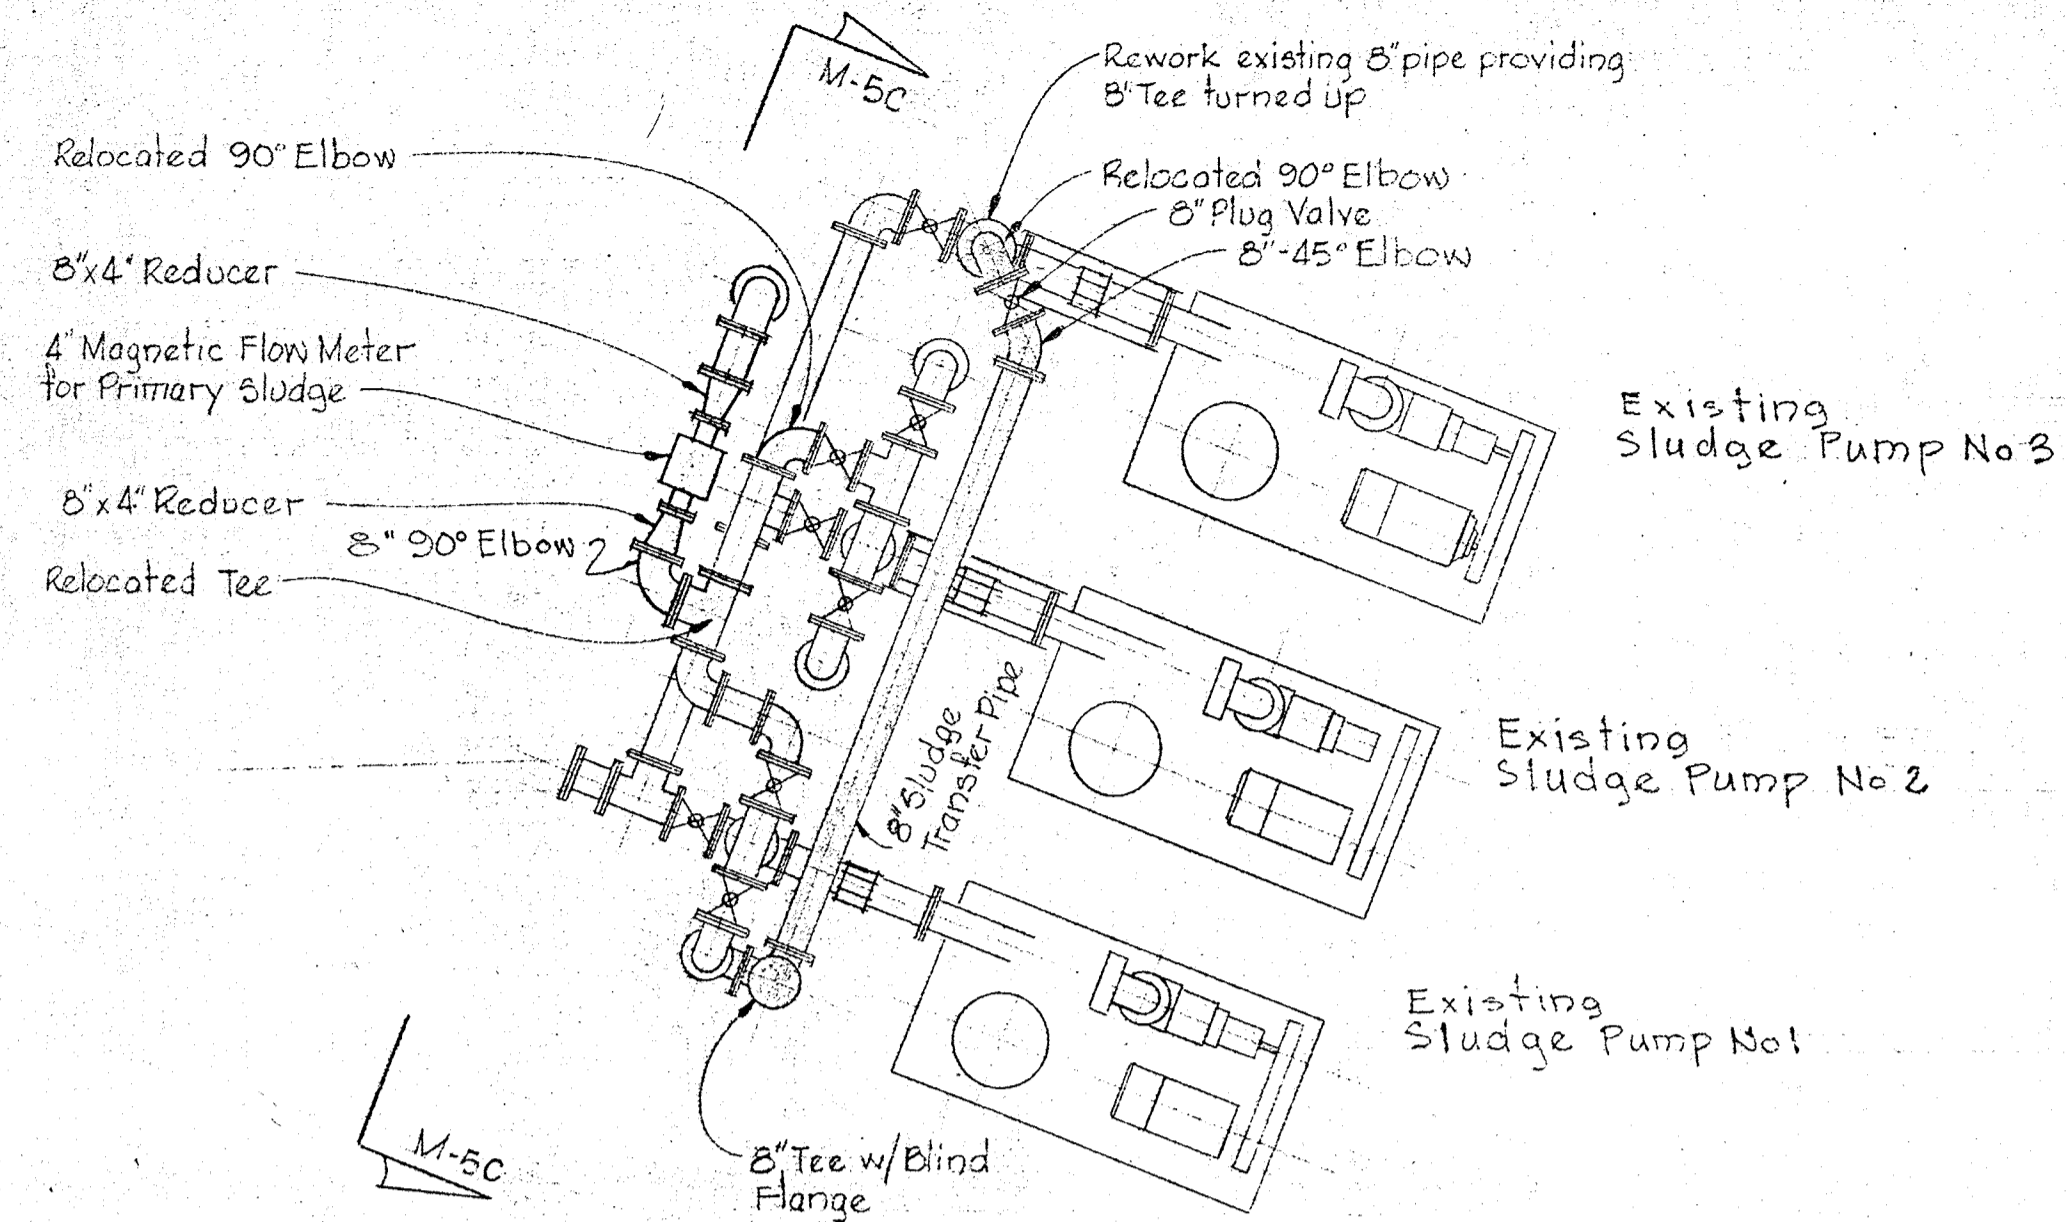 M-5C
Rework existing 8" pipe providing
8" Tee turned up
Relocated 90° Elbow
Relocated 90° Elbow
8" Plug Valve
8"-45° Elbow
8"x4" Reducer
4" Magnetic Flow Meter
for Primary Sludge
Existing
Sludge Pump No 3
8"x4" Reducer
8" 90° Elbow
Relocated Tee
8" Sludge
Transfer Pipe
Existing
Sludge Pump No 2
Existing
Sludge Pump No 1
M-5C
8" Tee w/Blind
Flange